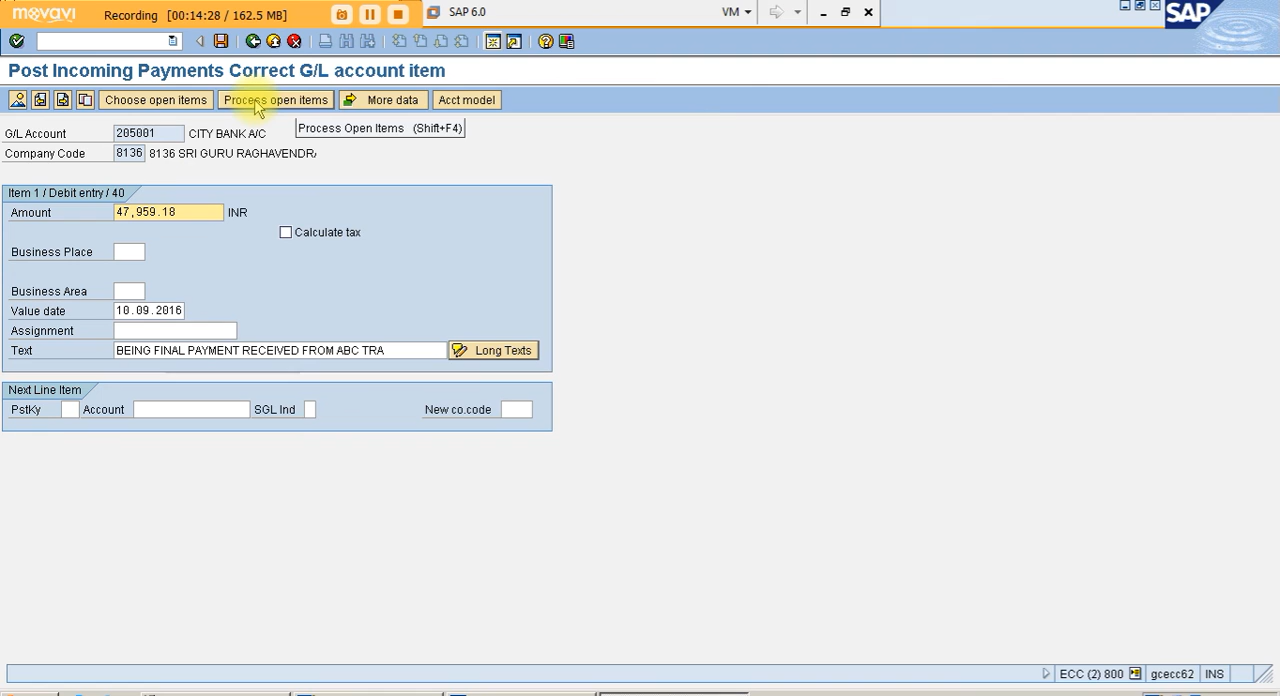 movavi Recording [00:14:28 / 162.5 MB] SAP 6.0 VM
SAP
Post Incoming Payments Correct G/L account item
Choose open items Process open items More data Acct model
Process Open Items (Shift+F4)
G/L Account 205001 CITY BANK A/C
Company Code 8136 8136 SRI GURU RAGHAVENDRA
Item 1 / Debit entry / 40
Amount 47,959.18 INR
Calculate tax
Business Place
Business Area
Value date 10.09.2016
Assignment
Text BEING FINAL PAYMENT RECEIVED FROM ABC TRA Long Texts
Next Line Item
PstKy Account SGL Ind New co.code
ECC (2) 800 gcecc62 INS